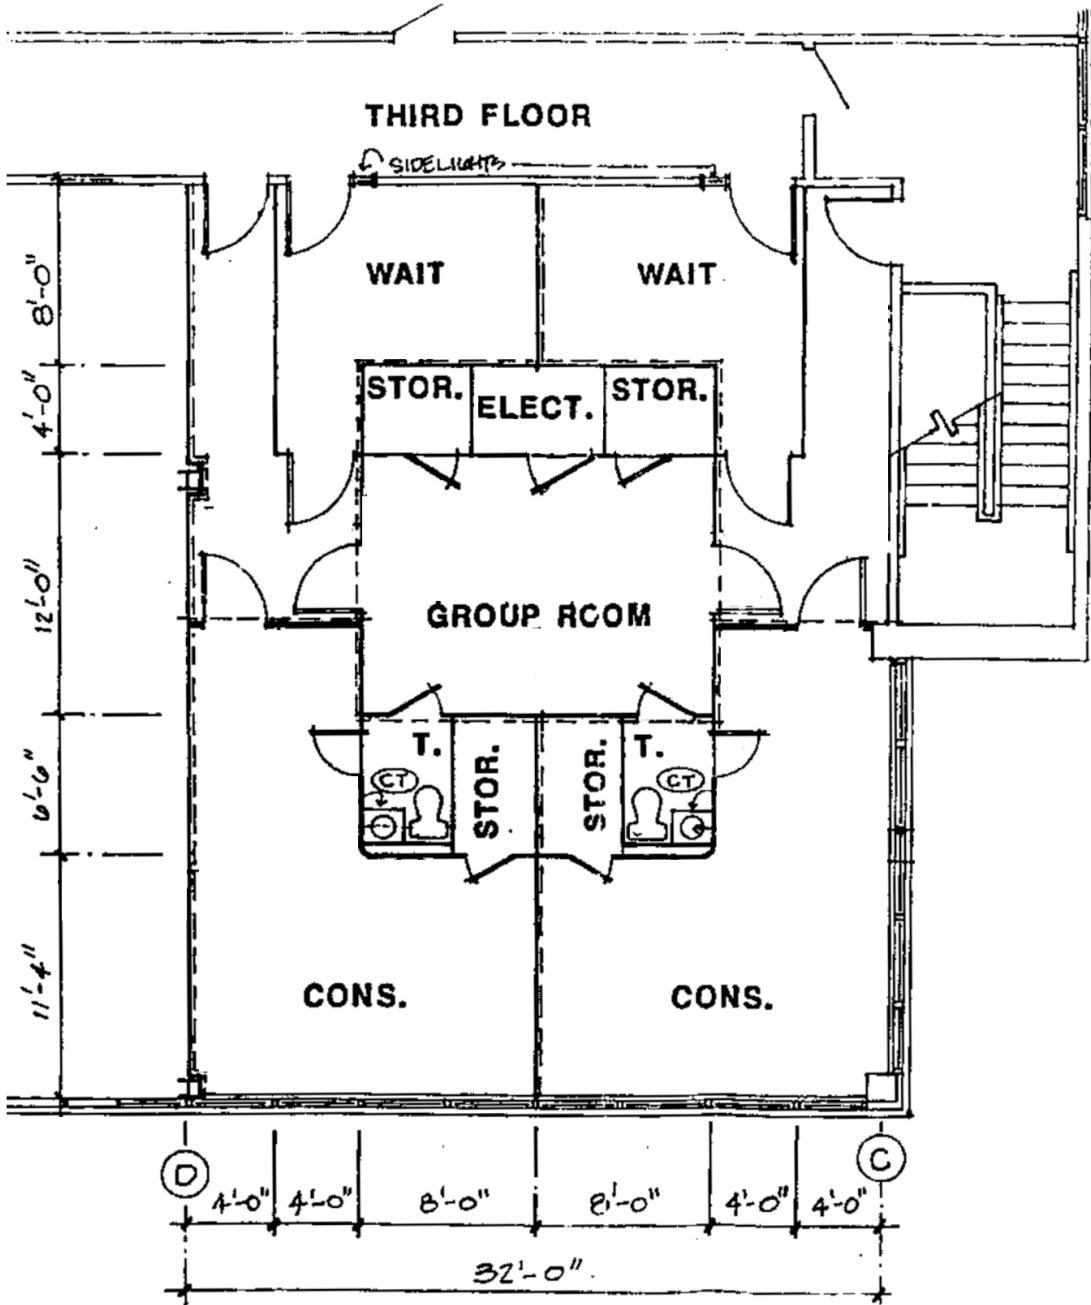 THIRD FLOOR
SIDELIGHTS
WAIT
WAIT
8'-0"
4'-0"
STOR.
ELECT.
STOR.
12'-0"
GROUP ROOM
6'-6"
T.
STOR.
STOR.
T.
CT
CT
11'-4"
CONS.
CONS.
D
C
4'-0"
4'-0"
8'-0"
8'-0"
4'-0"
4'-0"
32'-0"